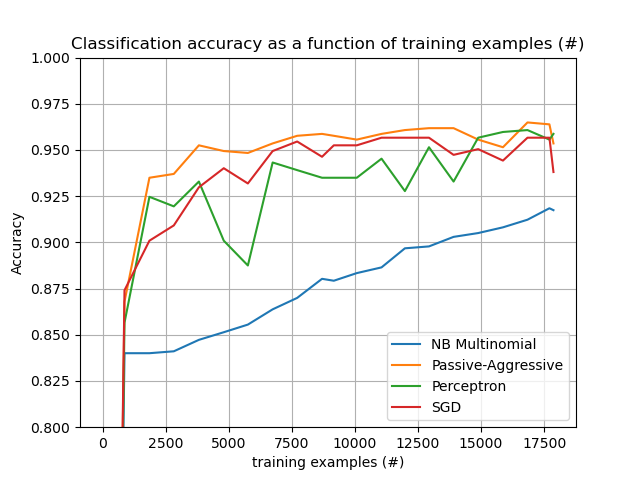 Classification accuracy as a function of training examples (#)
1.000
0.975
0.950
0.925
0.900
0.875
0.850
0.825
0.800
Accuracy
NB Multinomial
Passive-Aggressive
Perceptron
SGD
0 2500 5000 7500 10000 12500 15000 17500
training examples (#)